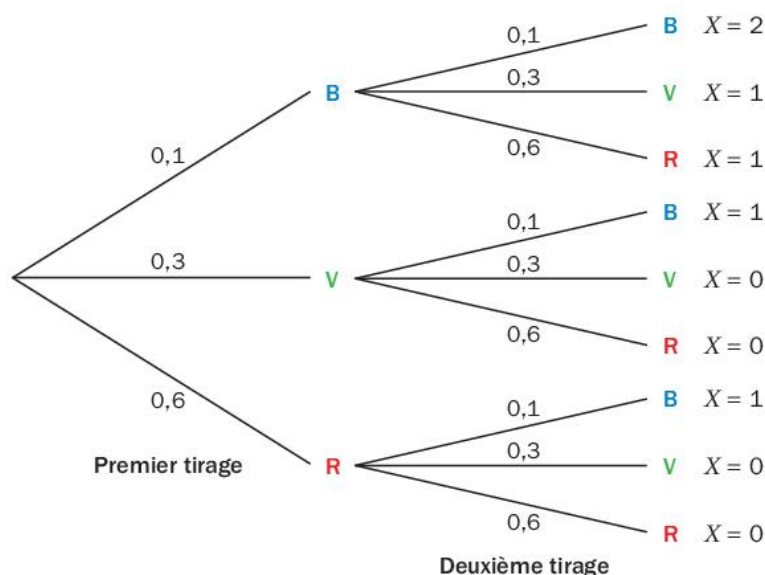 0,1 B X = 2
B 0,3 V X = 1
0,1 0,6 R X = 1
0,1 B X = 1
0,3 V 0,3 V X = 0
0,6 R X = 0
0,6 0,1 B X = 1
Premier tirage R 0,3 V X = 0
0,6 R X = 0
Deuxième tirage